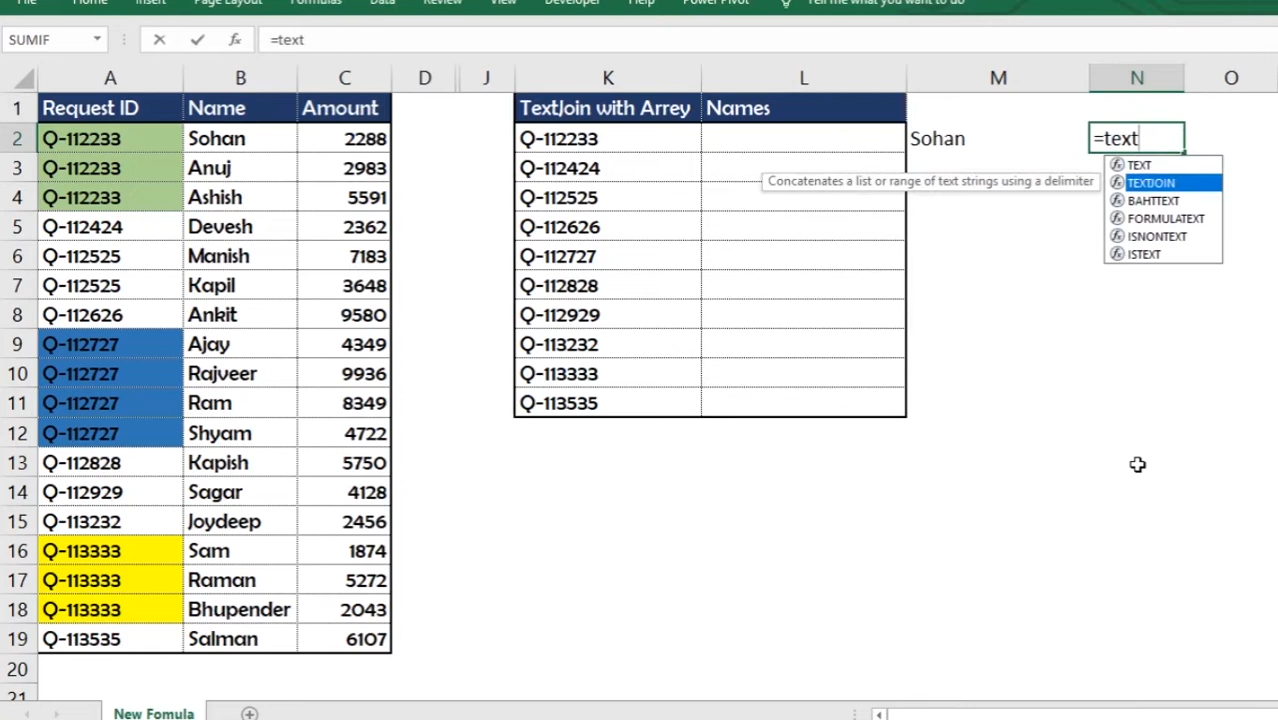 File Home Insert Page Layout Formulas Data Review View Developer Help Power Pivot Tell me what you want to do
SUMIF =text
A B C D J K L M N O
1 Request ID Name Amount TextJoin with Arrey Names
2 Q-112233 Sohan 2288 Q-112233 Sohan =text
3 Q-112233 Anuj 2983 Q-112424
Concatenates a list or range of text strings using a delimiter
TEXT
TEXTJOIN
BAHTTEXT
FORMULATEXT
ISNONTEXT
ISTEXT
4 Q-112233 Ashish 5591 Q-112525
5 Q-112424 Devesh 2362 Q-112626
6 Q-112525 Manish 7183 Q-112727
7 Q-112525 Kapil 3648 Q-112828
8 Q-112626 Ankit 9580 Q-112929
9 Q-112727 Ajay 4349 Q-113232
10 Q-112727 Rajveer 9936 Q-113333
11 Q-112727 Ram 8349 Q-113535
12 Q-112727 Shyam 4722
13 Q-112828 Kapish 5750
14 Q-112929 Sagar 4128
15 Q-113232 Joydeep 2456
16 Q-113333 Sam 1874
17 Q-113333 Raman 5272
18 Q-113333 Bhupender 2043
19 Q-113535 Salman 6107
20
21
New Fomula